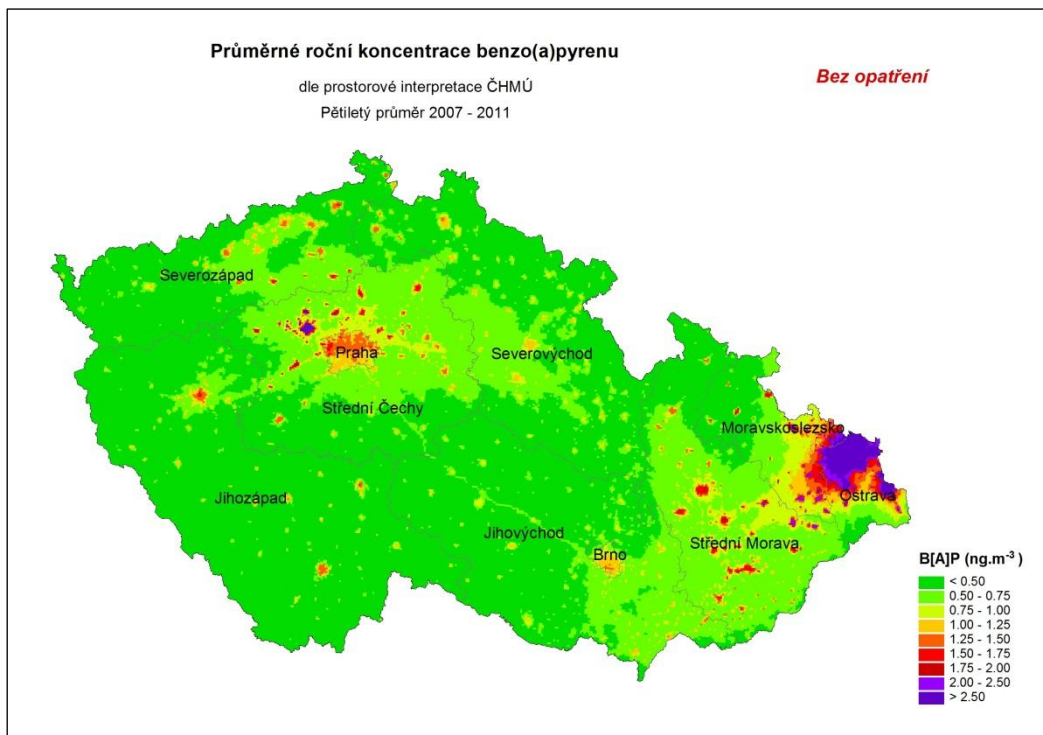 Průměrné roční koncentrace benzo(a)pyrenu
Bez opatření
dle prostorové interpretace ČHMÚ
Pětiletý průměr 2007 - 2011
Severozápad
Praha
Severovýchod
Střední Čechy
Moravskoslezsko
Jihozápad
Ostrava
Jihovýchod
Střední Morava
Brno
B[A]P (ng.m⁻³ )
< 0.50
0.50 - 0.75
0.75 - 1.00
1.00 - 1.25
1.25 - 1.50
1.50 - 1.75
1.75 - 2.00
2.00 - 2.50
> 2.50